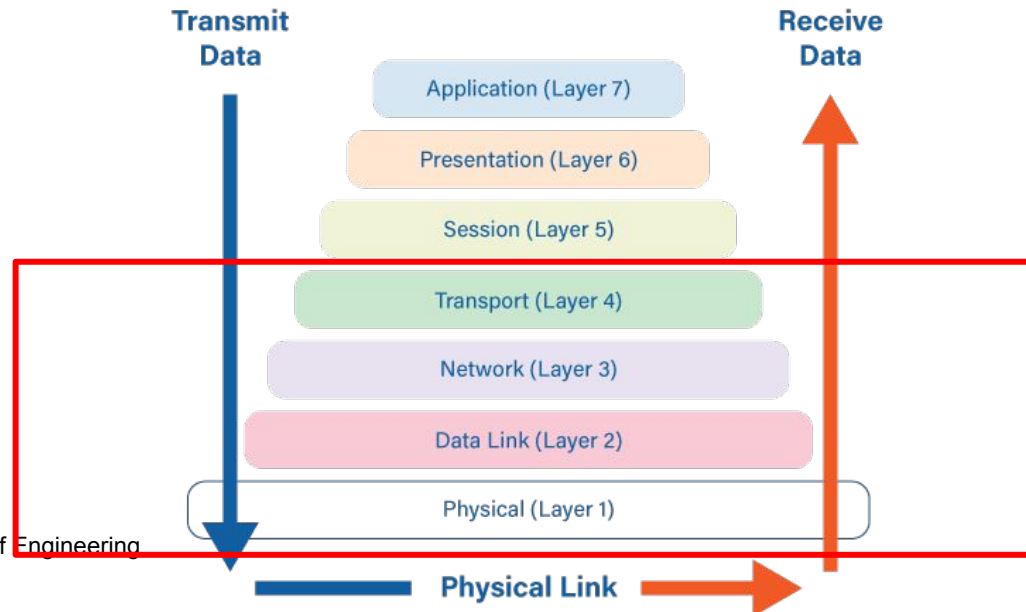 Transmit
Data
Receive
Data
Application (Layer 7)
Presentation (Layer 6)
Session (Layer 5)
Transport (Layer 4)
Network (Layer 3)
Data Link (Layer 2)
Physical (Layer 1)
f Engineering
Physical Link